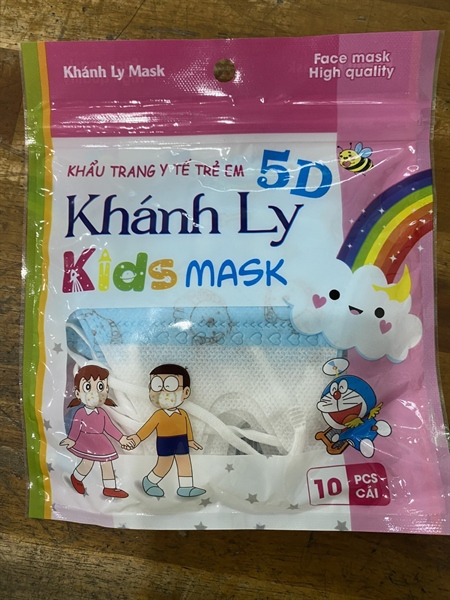 Khánh Ly Mask
Face mask
High quality
KHẨU TRANG Y TẾ TRẺ EM
5D
Khánh Ly
Kids MASK
10 PCS
CÁI